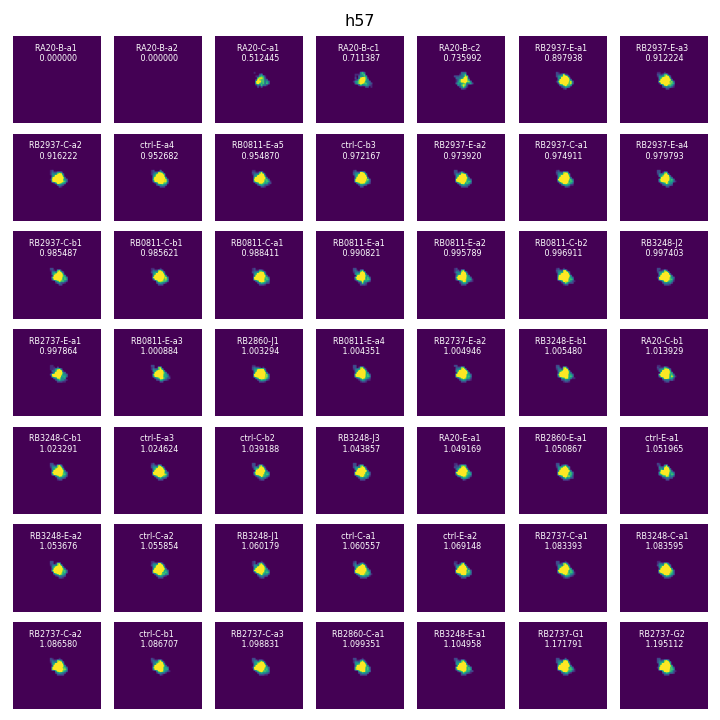 h57
RA20-B-a1
0.000000
RA20-B-a2
0.000000
RA20-C-a1
0.512445
RA20-B-c1
0.711387
RA20-B-c2
0.735992
RB2937-E-a1
0.897938
RB2937-E-a3
0.912224
RB2937-C-a2
0.916222
ctrl-E-a4
0.952682
RB0811-E-a5
0.954870
ctrl-C-b3
0.972167
RB2937-E-a2
0.973920
RB2937-C-a1
0.974911
RB2937-E-a4
0.979793
RB2937-C-b1
0.985487
RB0811-C-b1
0.985621
RB0811-C-a1
0.988411
RB0811-E-a1
0.990821
RB0811-E-a2
0.995789
RB0811-C-b2
0.996911
RB3248-J2
0.997403
RB2737-E-a1
0.997864
RB0811-E-a3
1.000884
RB2860-J1
1.003294
RB0811-E-a4
1.004351
RB2737-E-a2
1.004946
RB3248-E-b1
1.005480
RA20-C-b1
1.013929
RB3248-C-b1
1.023291
ctrl-E-a3
1.024624
ctrl-C-b2
1.039188
RB3248-J3
1.043857
RA20-E-a1
1.049169
RB2860-E-a1
1.050867
ctrl-E-a1
1.051965
RB3248-E-a2
1.053676
ctrl-C-a2
1.055854
RB3248-J1
1.060179
ctrl-C-a1
1.060557
ctrl-E-a2
1.069148
RB2737-C-a1
1.083393
RB3248-C-a1
1.083595
RB2737-C-a2
1.086580
ctrl-C-b1
1.086707
RB2737-C-a3
1.098831
RB2860-C-a1
1.099351
RB3248-E-a1
1.104958
RB2737-G1
1.171791
RB2737-G2
1.195112